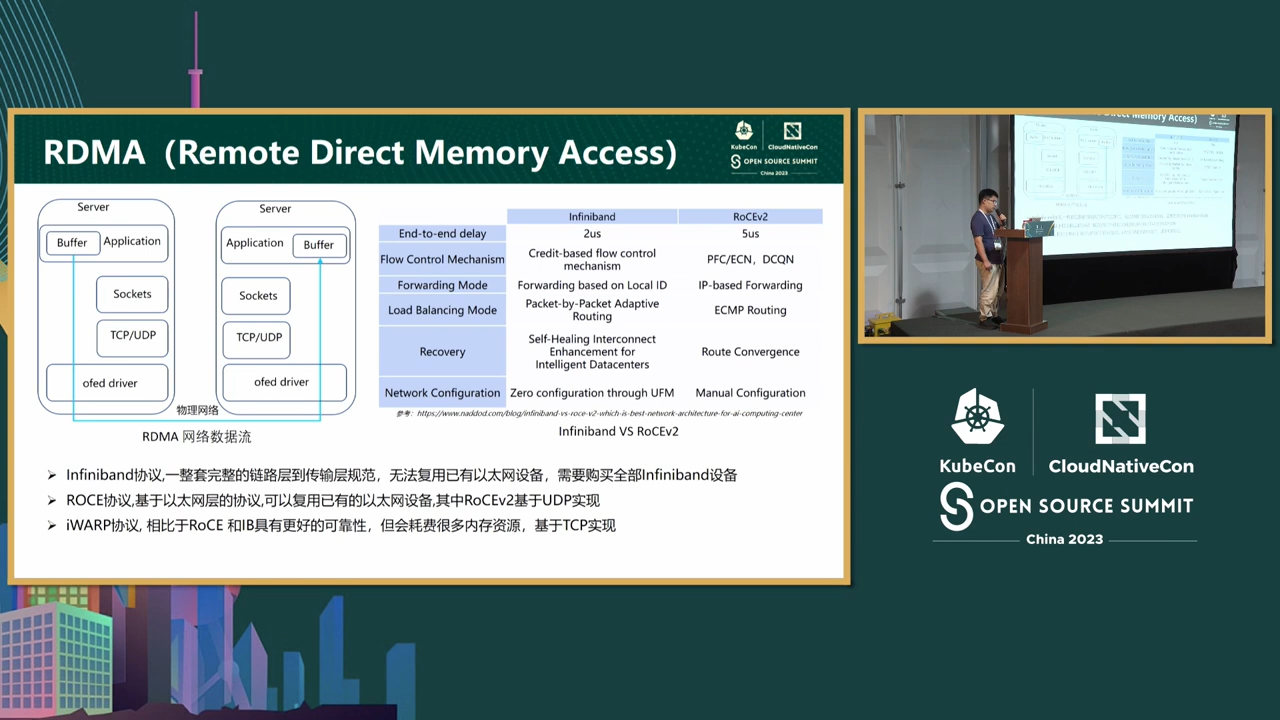 RDMA (Remote Direct Memory Access)
KubeCon
CloudNativeCon
OPEN SOURCE SUMMIT
China 2023
Server
Buffer
Application
Sockets
TCP/UDP
ofed driver
Server
Application
Buffer
Sockets
TCP/UDP
ofed driver
物理网络
RDMA 网络数据流
Infiniband RoCEv2
End-to-end delay 2us 5us
Flow Control Mechanism Credit-based flow control mechanism PFC/ECN，DCQN
Forwarding Mode Forwarding based on Local ID IP-based Forwarding
Load Balancing Mode Packet-by-Packet Adaptive Routing ECMP Routing
Recovery Self-Healing Interconnect Enhancement for Intelligent Datacenters Route Convergence
Network Configuration Zero configuration through UFM Manual Configuration
参考：https://www.naddod.com/blog/infiniband-vs-roce-v2-which-is-best-network-architecture-for-ai-computing-center
Infiniband VS RoCEv2
➢ Infiniband协议,一整套完整的链路层到传输层规范，无法复用已有以太网设备，需要购买全部Infiniband设备
➢ ROCE协议,基于以太网层的协议,可以复用已有的以太网设备,其中RoCEv2基于UDP实现
➢ iWARP协议, 相比于RoCE 和IB具有更好的可靠性，但会耗费很多内存资源，基于TCP实现
Direct Memory Access)
KubeCon
CloudNativeCon
OPEN SOURCE SUMMIT
China 2023